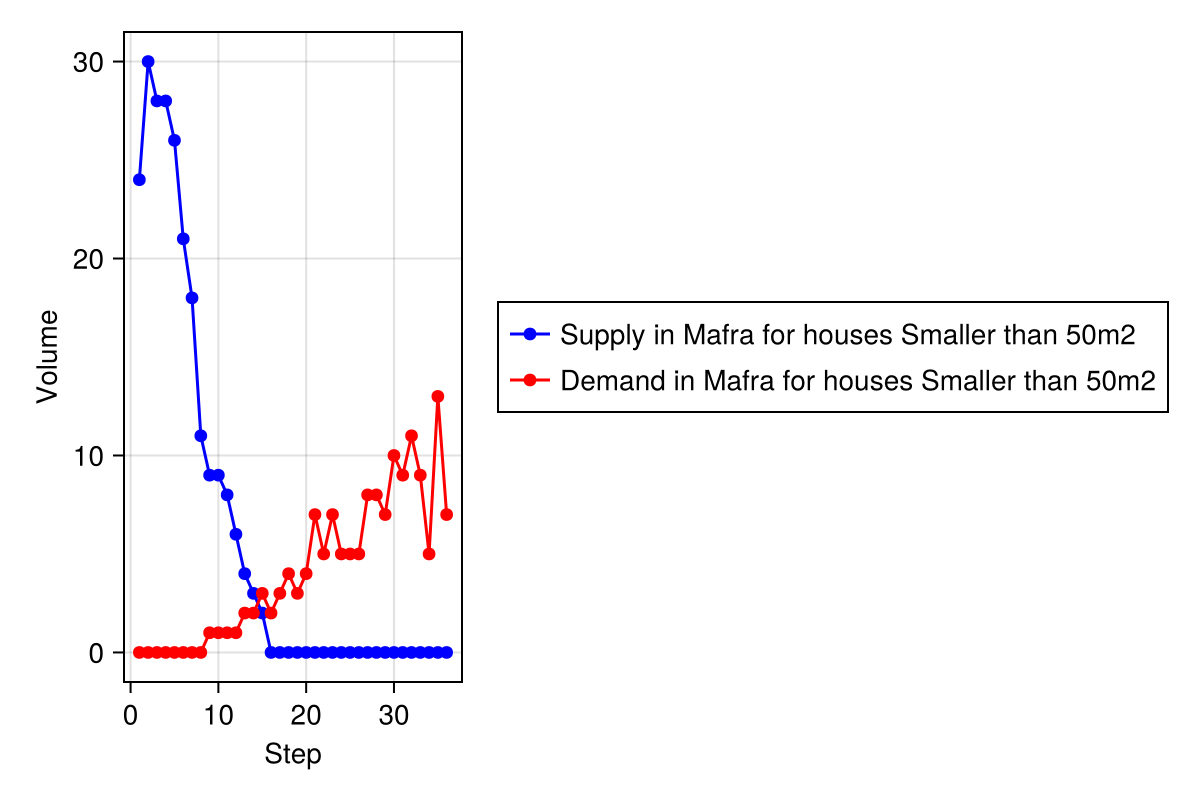 30
20
10
0
Volume
0 10 20 30
Step
Supply in Mafra for houses Smaller than 50m2
Demand in Mafra for houses Smaller than 50m2